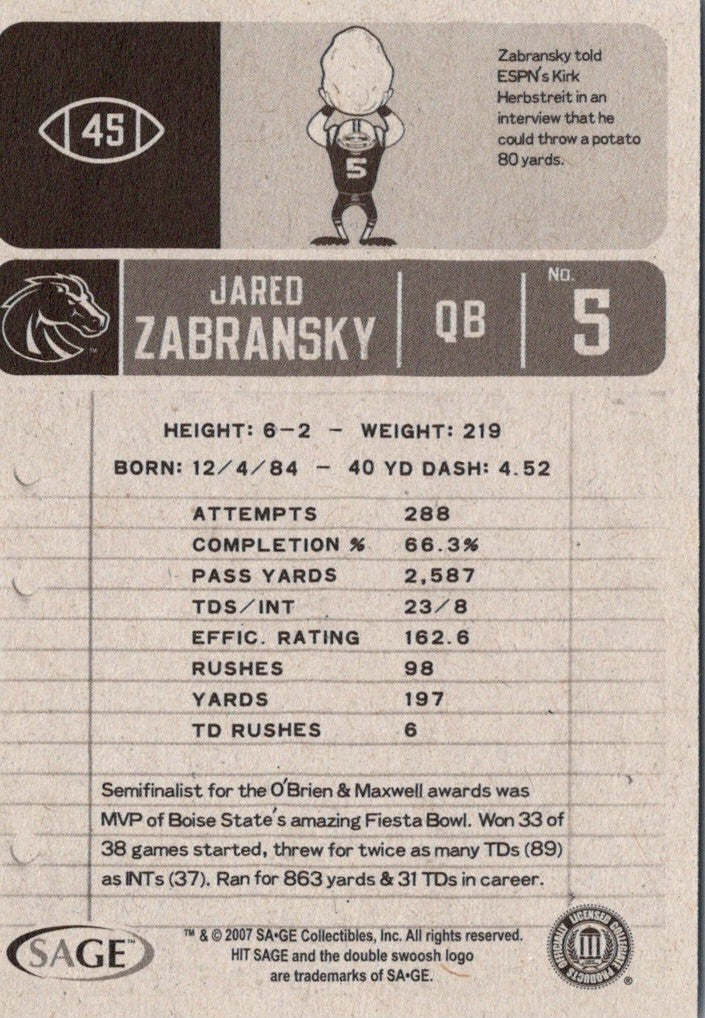 45
Zabransky told
ESPN's Kirk
Herbstreit in an
interview that he
could throw a potato
80 yards.
5
JARED
ZABRANSKY
QB
No.
5
HEIGHT: 6-2 - WEIGHT: 219
BORN: 12/4/84 - 40 YD DASH: 4.52
ATTEMPTS 288
COMPLETION % 66.3%
PASS YARDS 2,587
TDS/INT 23/8
EFFIC. RATING 162.6
RUSHES 98
YARDS 197
TD RUSHES 6
Semifinalist for the O'Brien & Maxwell awards was
MVP of Boise State's amazing Fiesta Bowl. Won 33 of
38 games started, threw for twice as many TDs (89)
as INTs (37). Ran for 863 yards & 31 TDs in career.
SAGE™
™ & © 2007 SA•GE Collectibles, Inc. All rights reserved.
HIT SAGE and the double swoosh logo
are trademarks of SA•GE.
OFFICIALLY LICENSED COLLEGIATE PRODUCTS
®